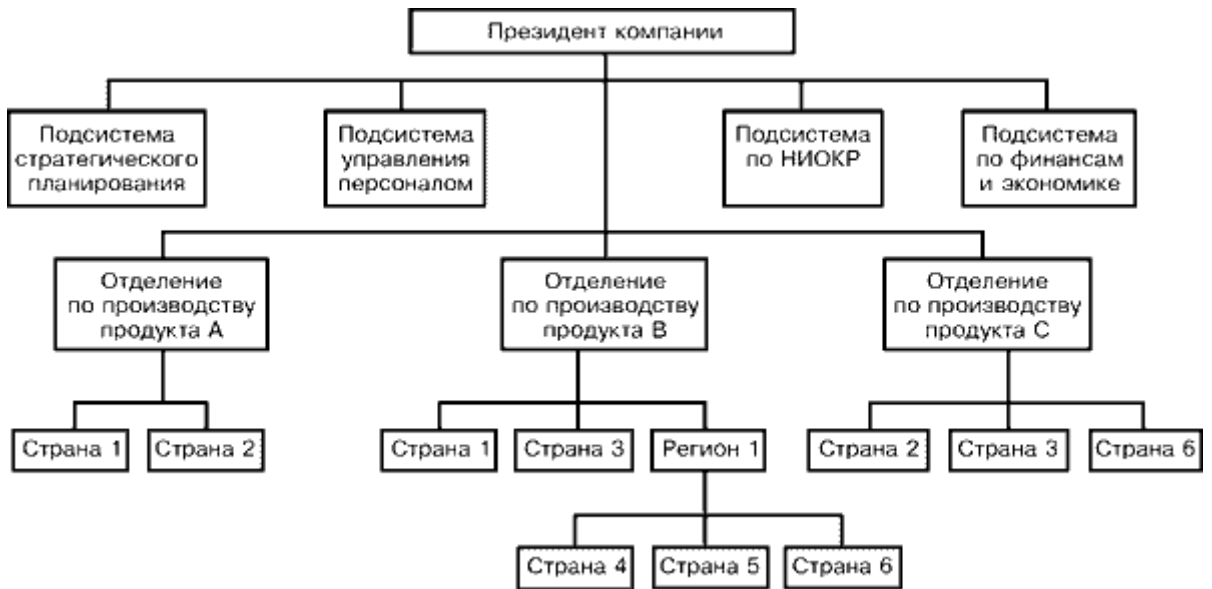 Президент компании
Подсистема
стратегического
планирования
Подсистема
управления
персоналом
Подсистема
по НИОКР
Подсистема
по финансам
и экономике
Отделение
по производству
продукта А
Отделение
по производству
продукта В
Отделение
по производству
продукта С
Страна 1
Страна 2
Страна 1
Страна 3
Регион 1
Страна 2
Страна 3
Страна 6
Страна 4
Страна 5
Страна 6